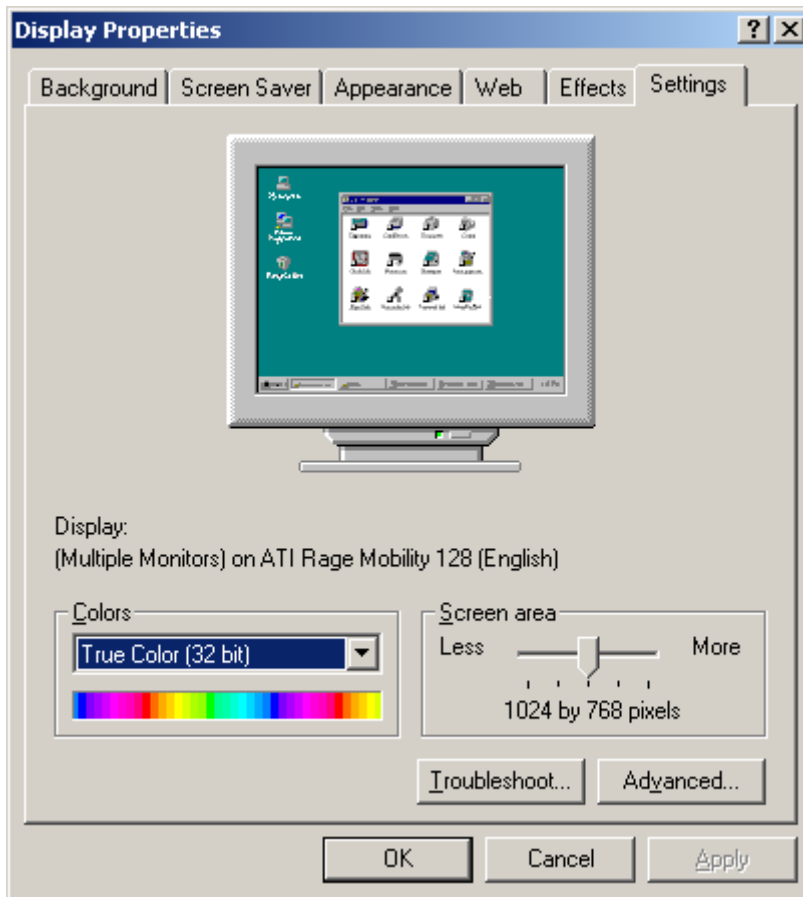 Display Properties
Background Screen Saver Appearance Web Effects Settings
Display:
(Multiple Monitors) on ATI Rage Mobility 128 (English)
Colors
True Color (32 bit)
Screen area
Less More
1024 by 768 pixels
Troubleshoot... Advanced...
OK Cancel Apply